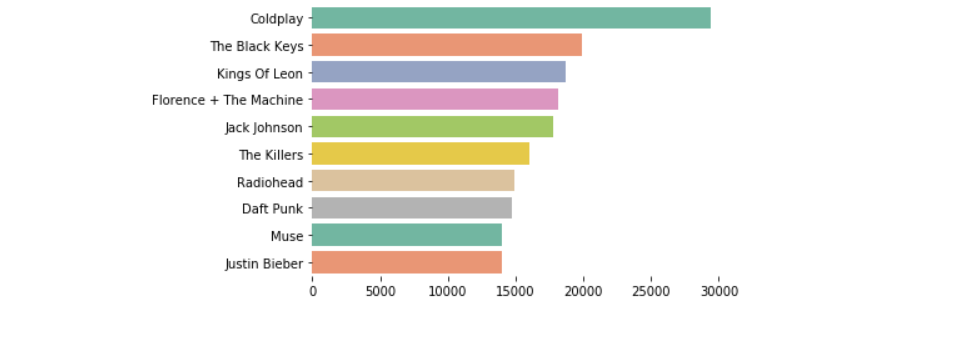 Coldplay
The Black Keys
Kings Of Leon
Florence + The Machine
Jack Johnson
The Killers
Radiohead
Daft Punk
Muse
Justin Bieber
0 5000 10000 15000 20000 25000 30000